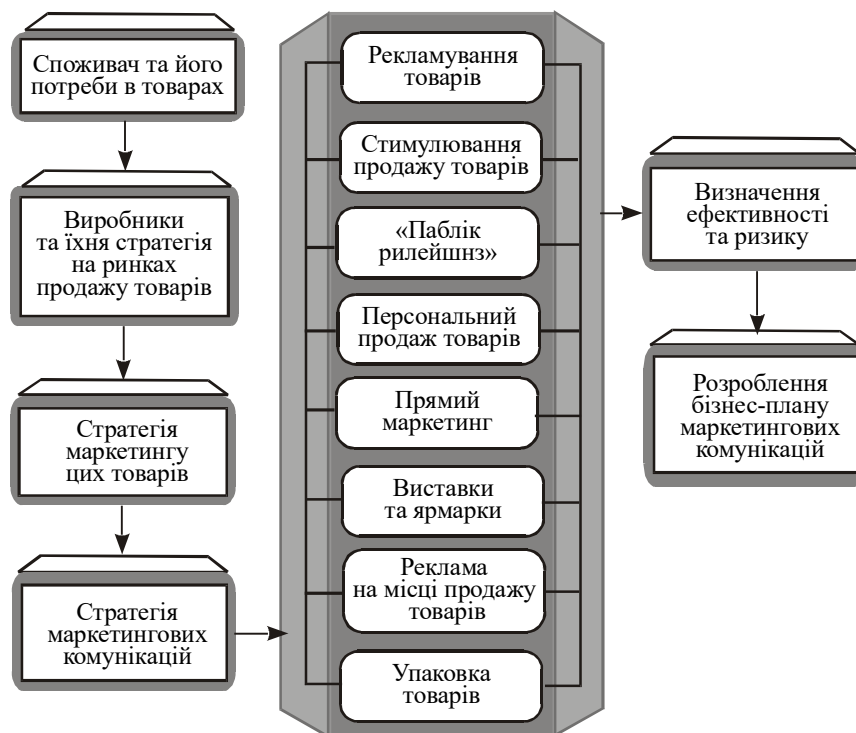 Споживач та його
потреби в товарах
Виробники
та їхня стратегія
на ринках
продажу товарів
Стратегія
маркетингу
цих товарів
Стратегія
маркетингових
комунікацій
Рекламування
товарів
Стимулювання
продажу товарів
«Паблік
рилейшнз»
Персональний
продаж товарів
Прямий
маркетинг
Виставки
та ярмарки
Реклама
на місці продажу
товарів
Упаковка
товарів
Визначення
ефективності
та ризику
Розроблення
бізнес-плану
маркетингових
комунікацій